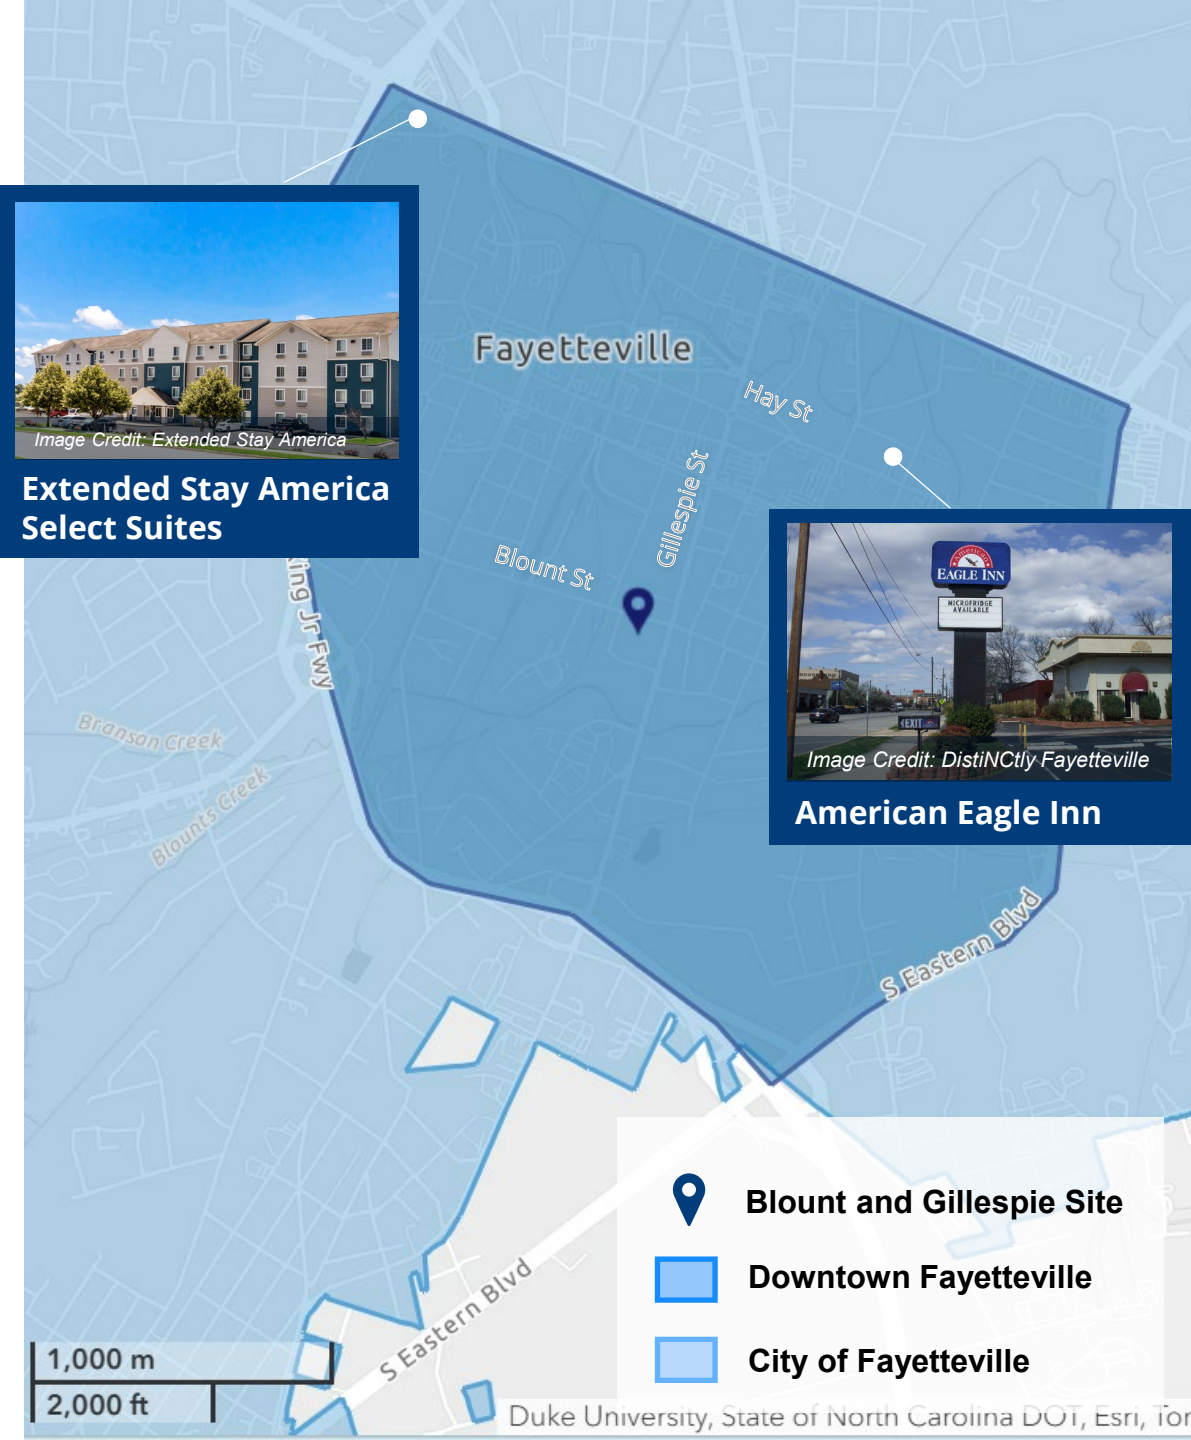 Fayetteville
Hay St
Gillespie St
Blount St
Image Credit: Extended Stay America
Extended Stay America
Select Suites
King Jr Fwy
American
EAGLE INN
MICROFRIDGE
AVAILABLE
EXIT
Image Credit: DistiNCtly Fayetteville
American Eagle Inn
Branson Creek
Blounts Creek
S Eastern Blvd
S Eastern Blvd
Blount and Gillespie Site
Downtown Fayetteville
City of Fayetteville
1,000 m
2,000 ft
Duke University, State of North Carolina DOT, Esri, Tom